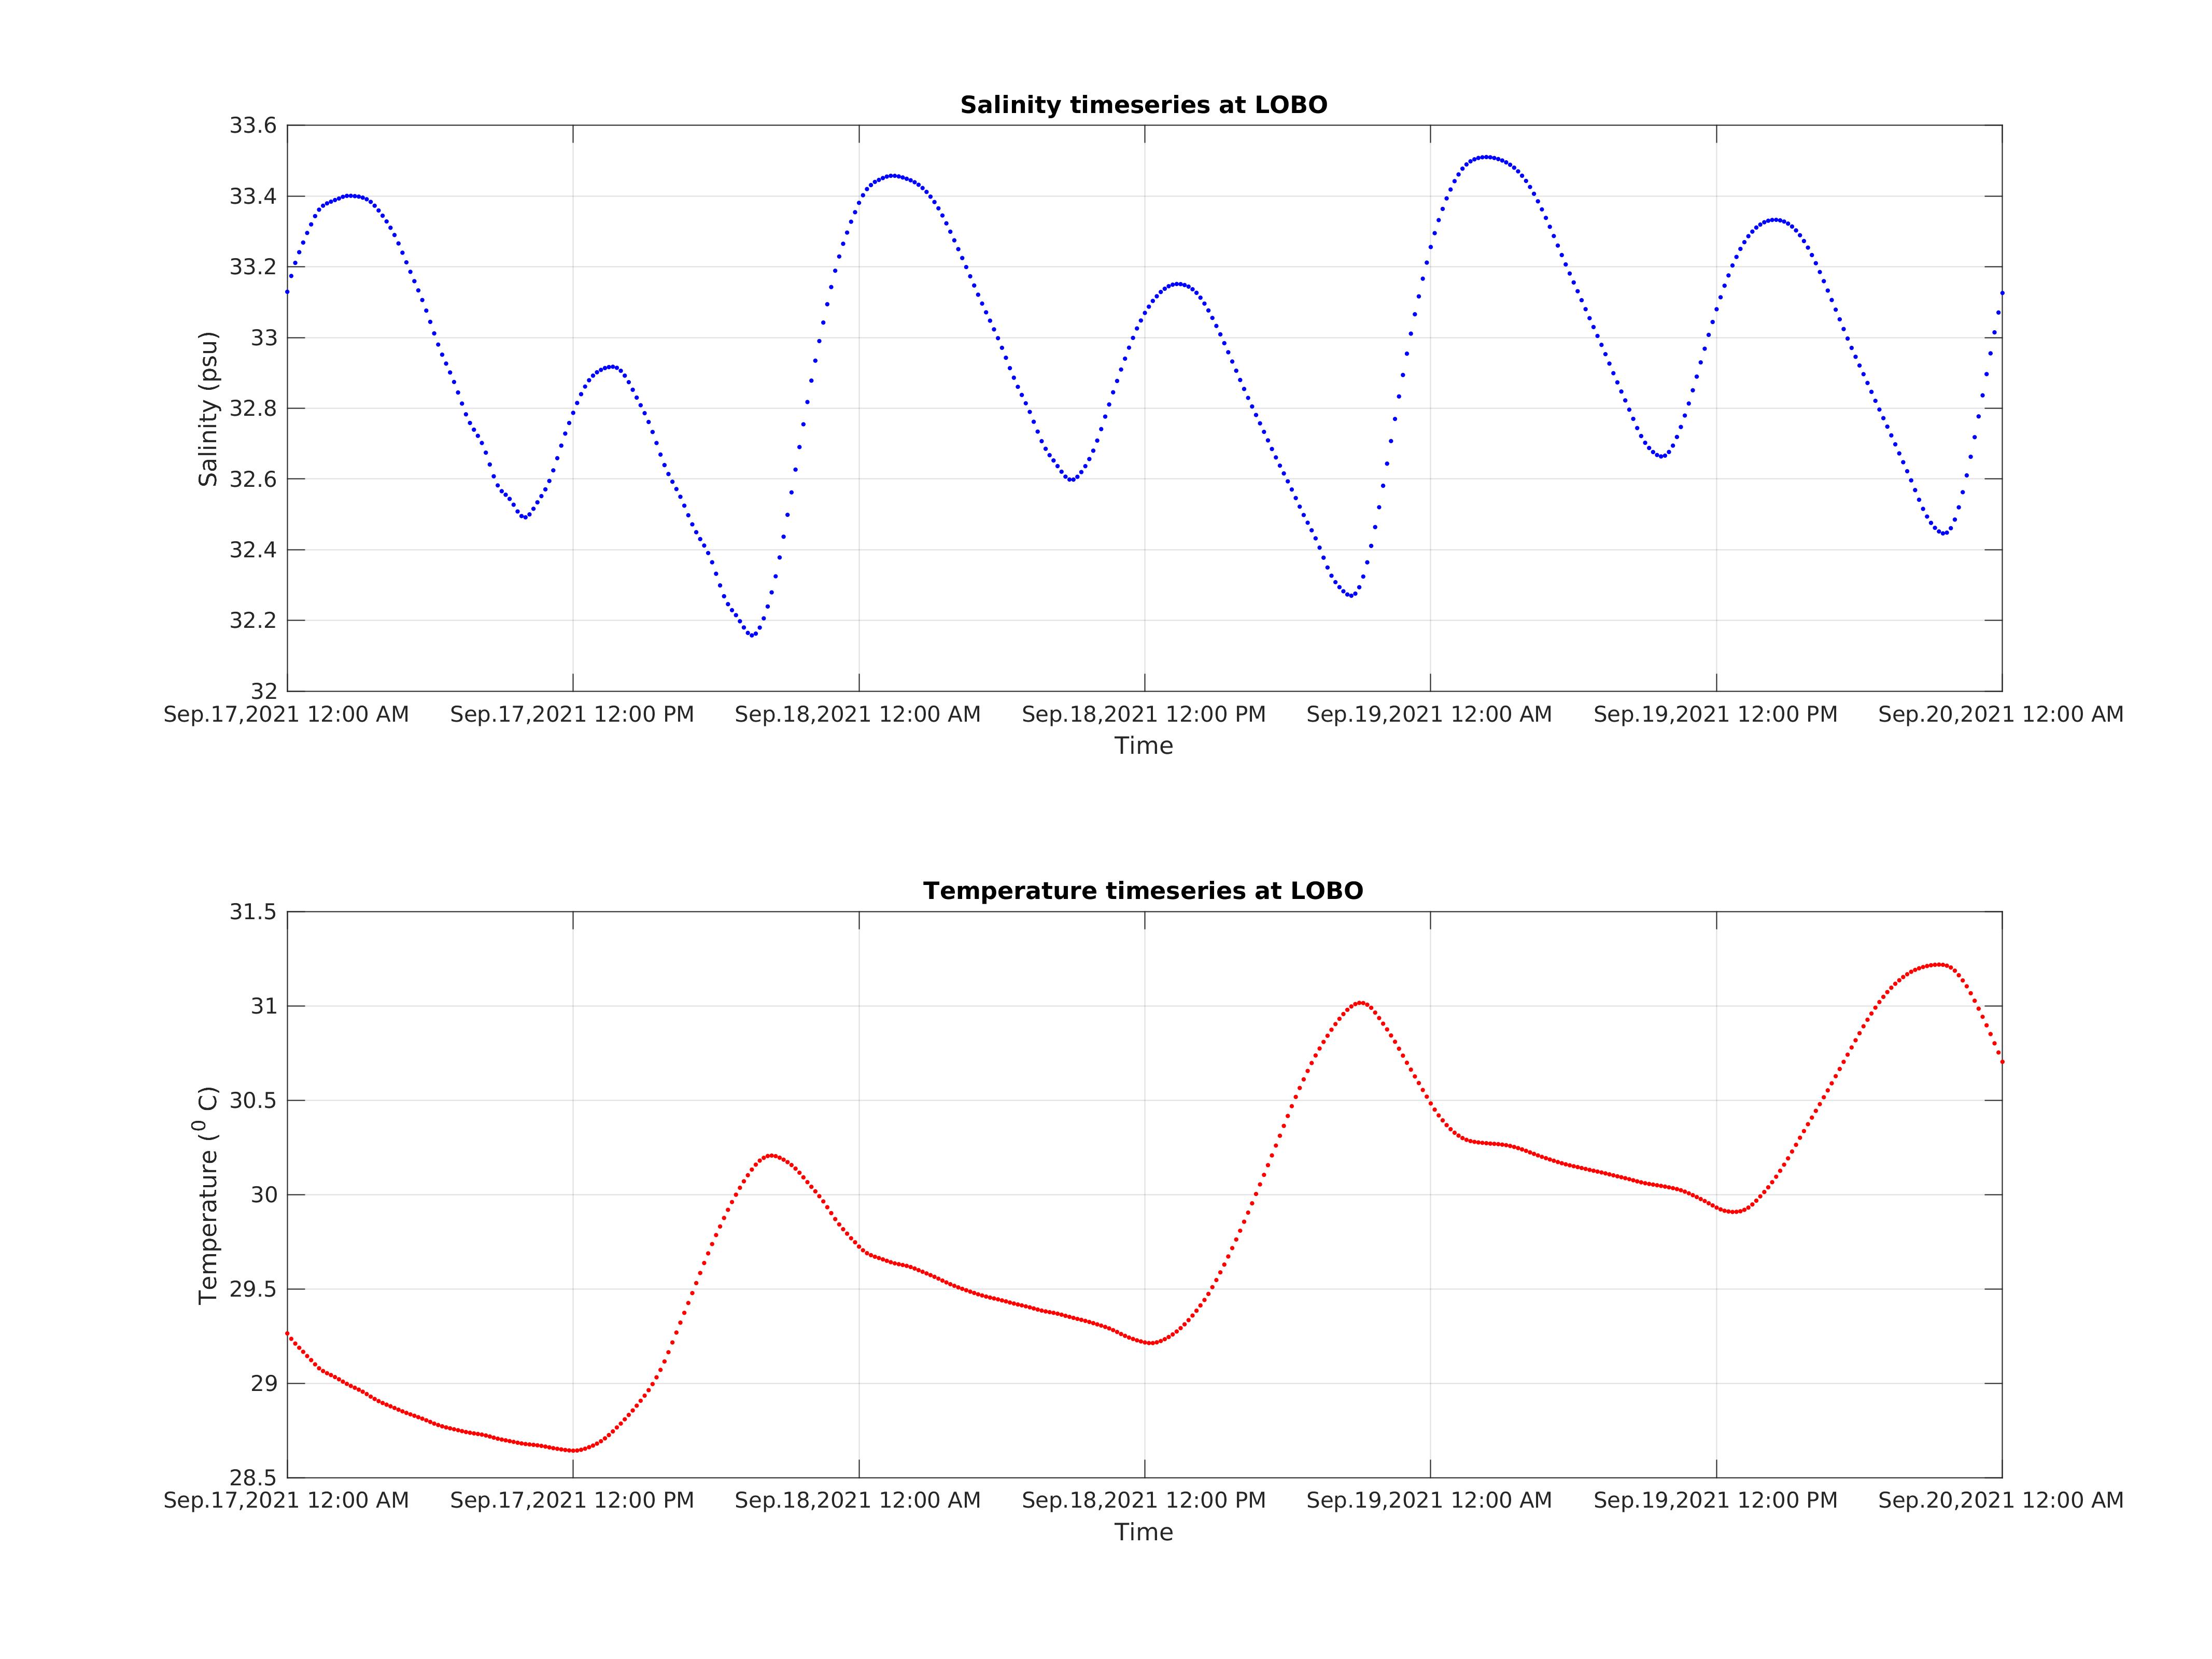 Salinity timeseries at LOBO
33.6
33.4
33.2
33
32.8
32.6
32.4
32.2
32
Salinity (psu)
Sep.17,2021 12:00 AM Sep.17,2021 12:00 PM Sep.18,2021 12:00 AM Sep.18,2021 12:00 PM Sep.19,2021 12:00 AM Sep.19,2021 12:00 PM Sep.20,2021 12:00 AM
Time
Temperature timeseries at LOBO
31.5
31
30.5
30
29.5
29
28.5
Temperature (⁰ C)
Sep.17,2021 12:00 AM Sep.17,2021 12:00 PM Sep.18,2021 12:00 AM Sep.18,2021 12:00 PM Sep.19,2021 12:00 AM Sep.19,2021 12:00 PM Sep.20,2021 12:00 AM
Time